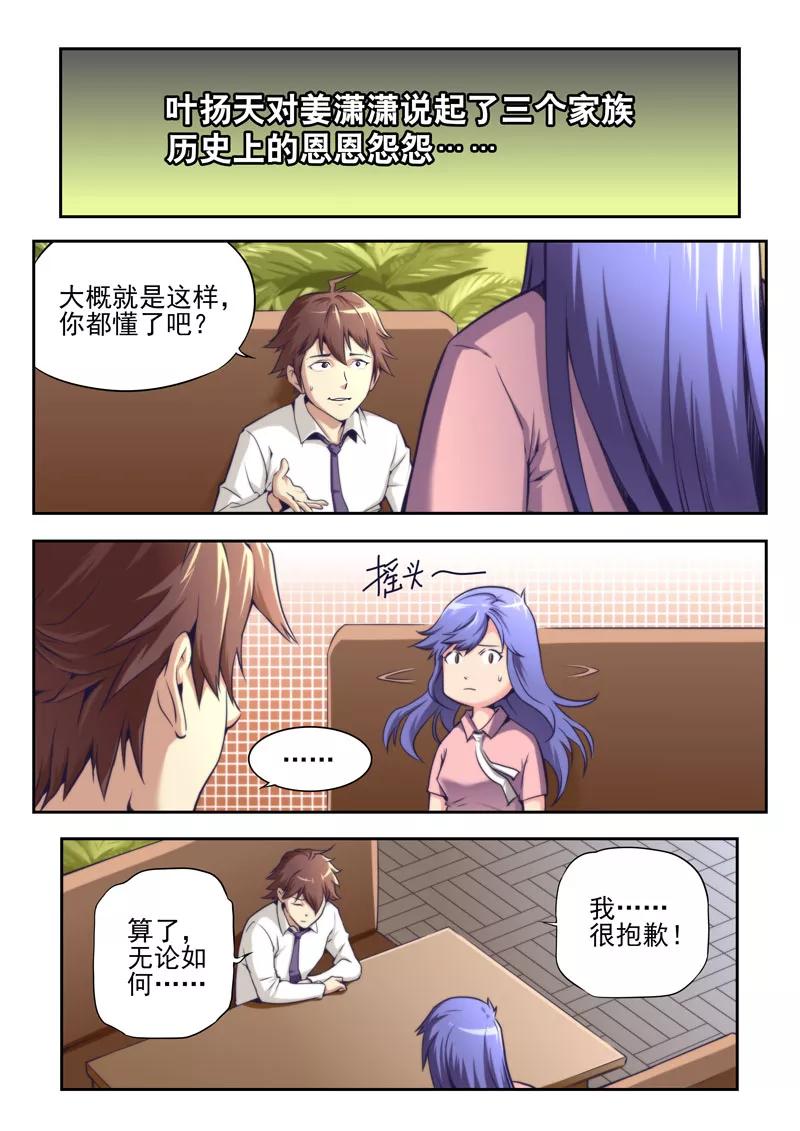 叶扬天对姜潇潇说起了三个家族
历史上的恩恩怨怨……
大概就是这样，
你都懂了吧？
摇头～
……
算了，
无论如
何……
我……
很抱歉！